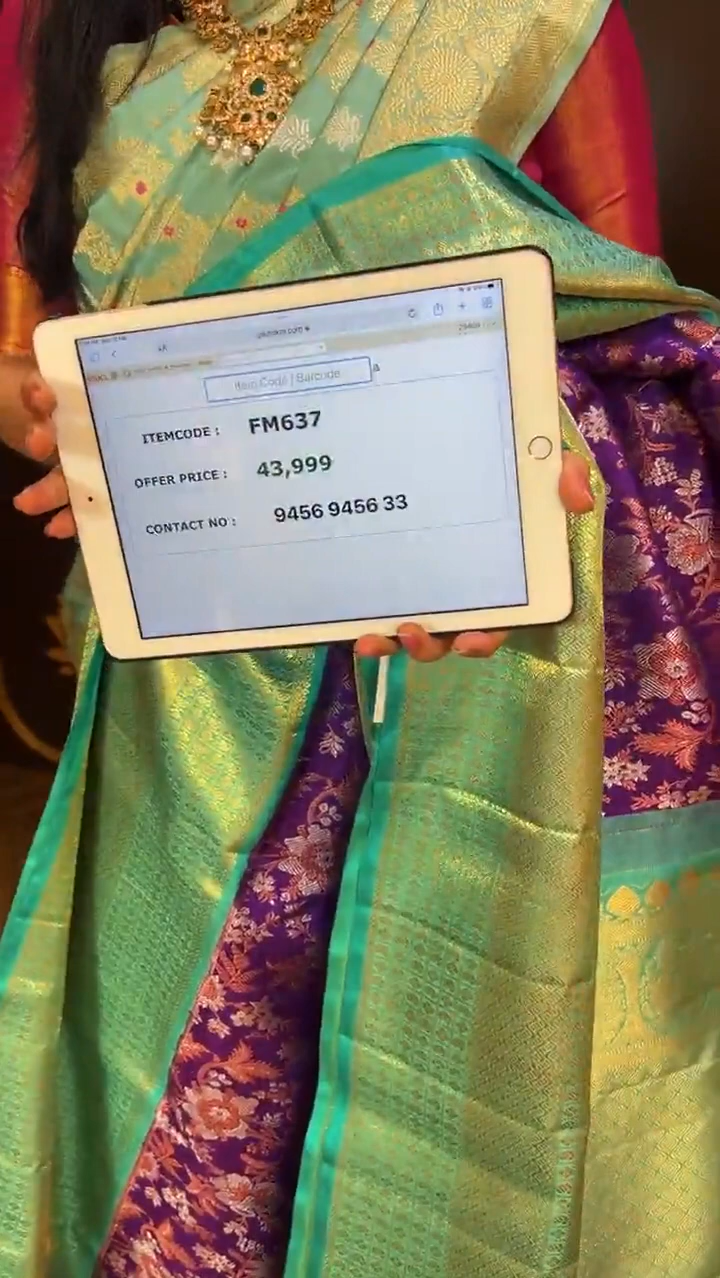 Item Code | Barcode
ITEMCODE : FM637
OFFER PRICE : 43,999
CONTACT NO : 9456 9456 33